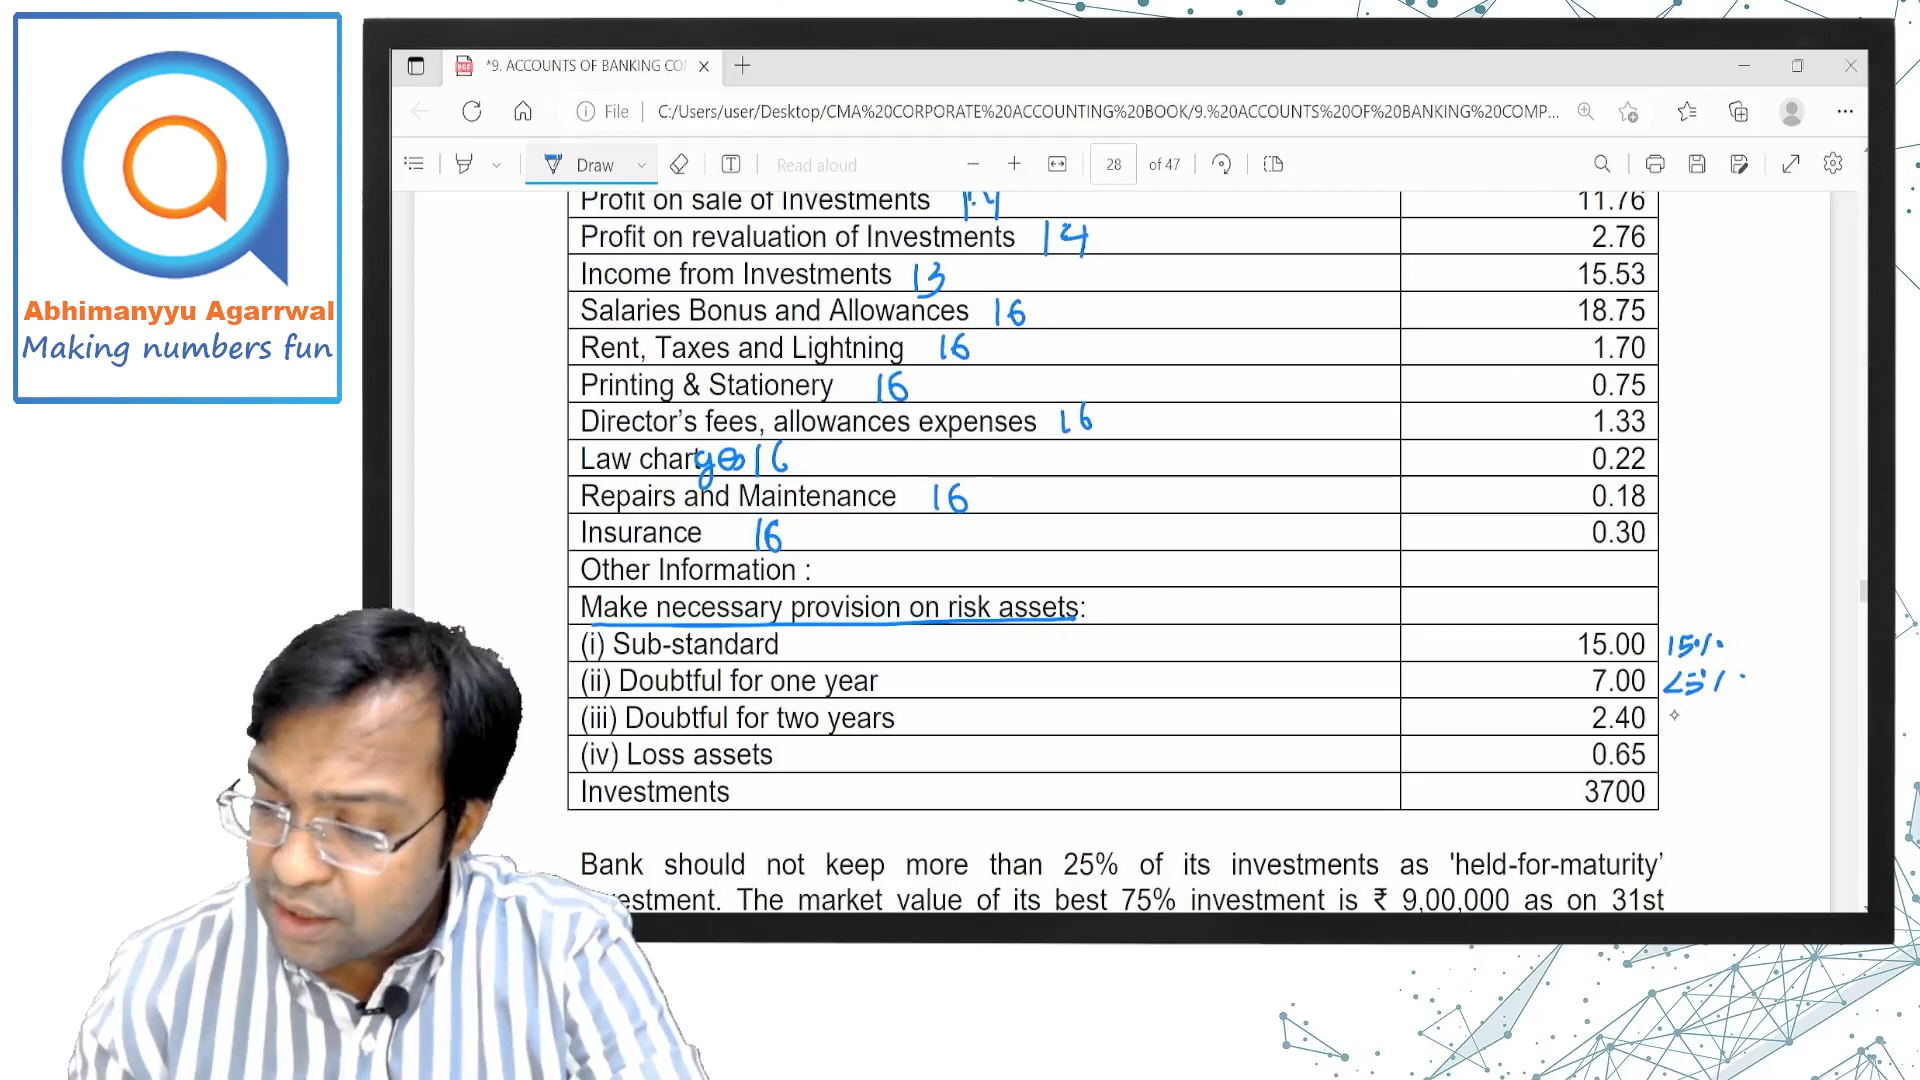 Abhimanyyu Agarrwal
Making numbers fun
*9. ACCOUNTS OF BANKING CO
File C:/Users/user/Desktop/CMA%20CORPORATE%20ACCOUNTING%20BOOK/9.%20ACCOUNTS%20OF%20BANKING%20COMP...
Draw Read aloud 28 of 47
Profit on sale of Investments 14 11.76
Profit on revaluation of Investments 14 2.76
Income from Investments 13 15.53
Salaries Bonus and Allowances 16 18.75
Rent, Taxes and Lightning 16 1.70
Printing & Stationery 16 0.75
Director's fees, allowances expenses 16 1.33
Law charges 16 0.22
Repairs and Maintenance 16 0.18
Insurance 16 0.30
Other Information :
Make necessary provision on risk assets:
(i) Sub-standard 15.00 15%
(ii) Doubtful for one year 7.00 25%
(iii) Doubtful for two years 2.40
(iv) Loss assets 0.65
Investments 3700
Bank should not keep more than 25% of its investments as 'held-for-maturity'
estment. The market value of its best 75% investment is ₹ 9,00,000 as on 31st